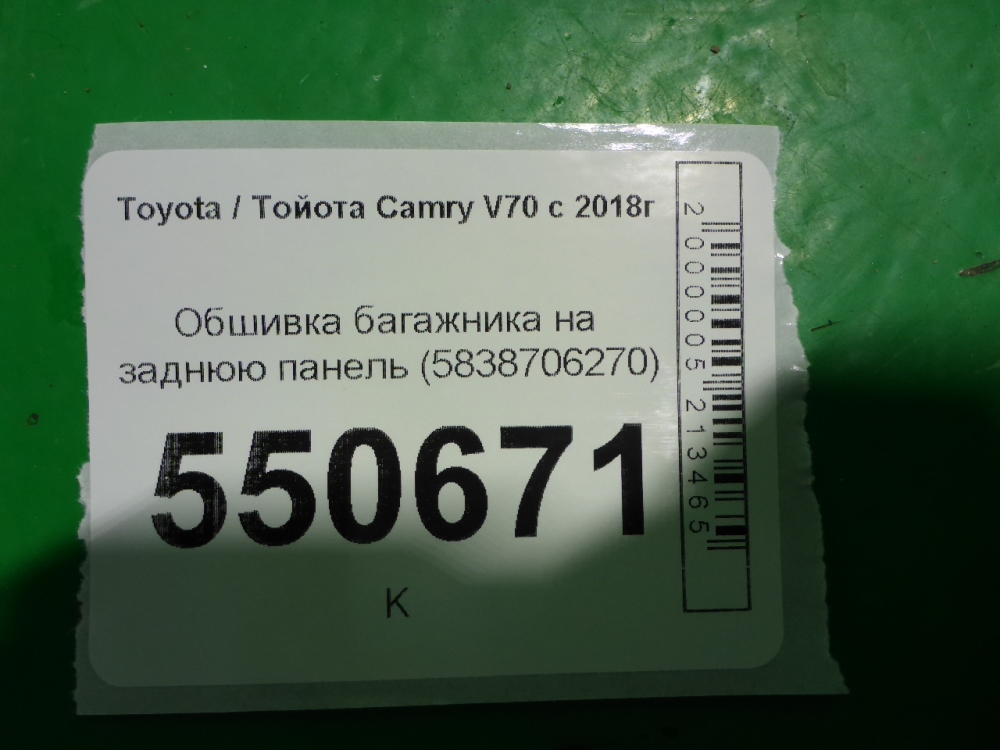 Toyota / Тойота Camry V70 с 2018г
Обшивка багажника на
заднюю панель (5838706270)
550671
К
2000005213465